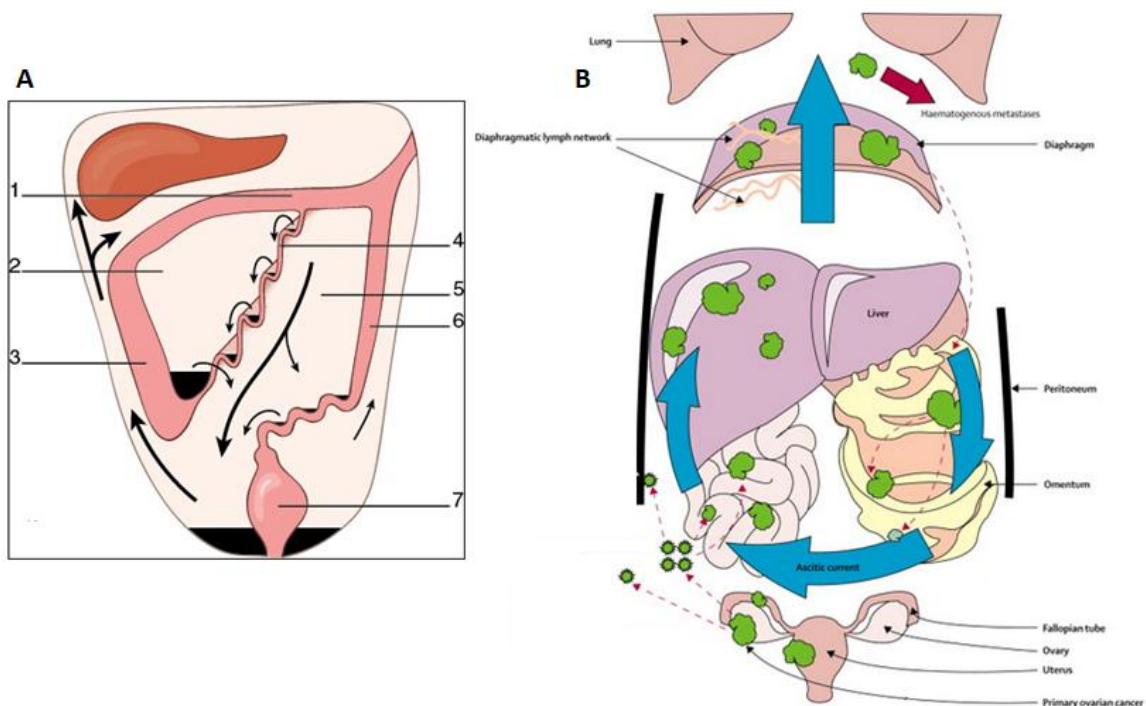 A
1
2
3
4
5
6
7
B
Lung
Haematogenous metastases
Diaphragmatic lymph network
Diaphragm
Liver
Peritoneum
Omentum
Ascitic current
Fallopian tube
Ovary
Uterus
Primary ovarian cancer